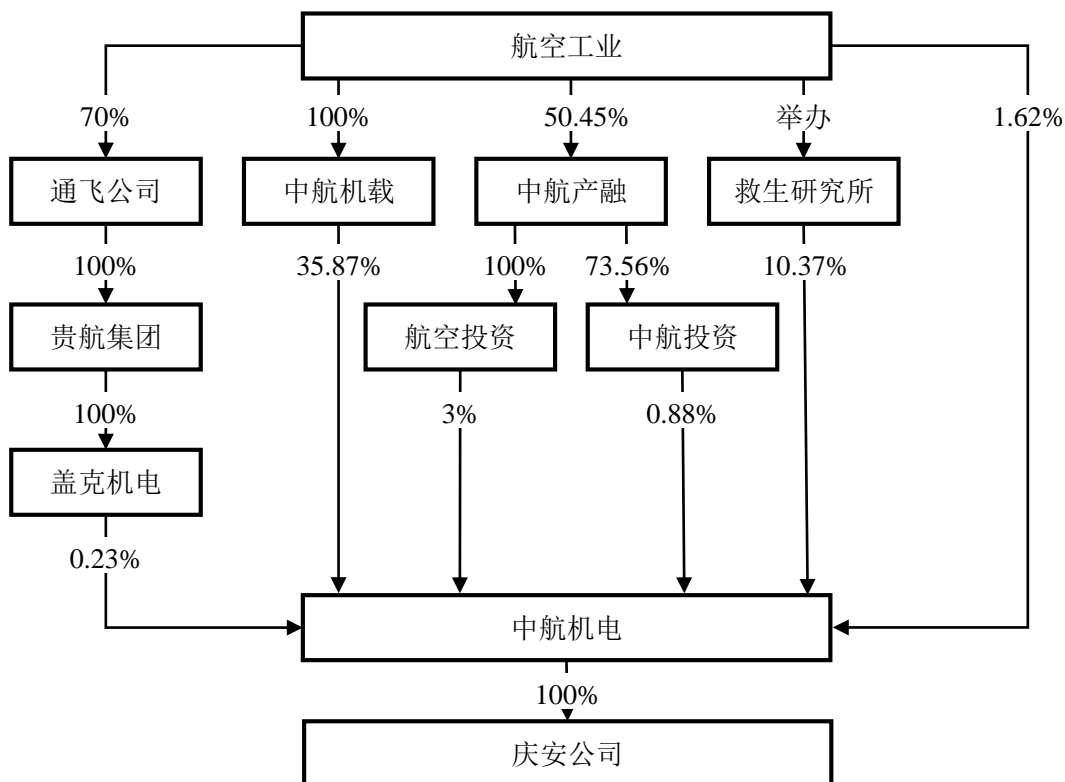 航空工业
70%
100%
50.45%
举办
1.62%
通飞公司
中航机载
中航产融
救生研究所
100%
35.87%
100%
73.56%
10.37%
贵航集团
航空投资
中航投资
100%
3%
0.88%
盖克机电
0.23%
中航机电
100%
庆安公司